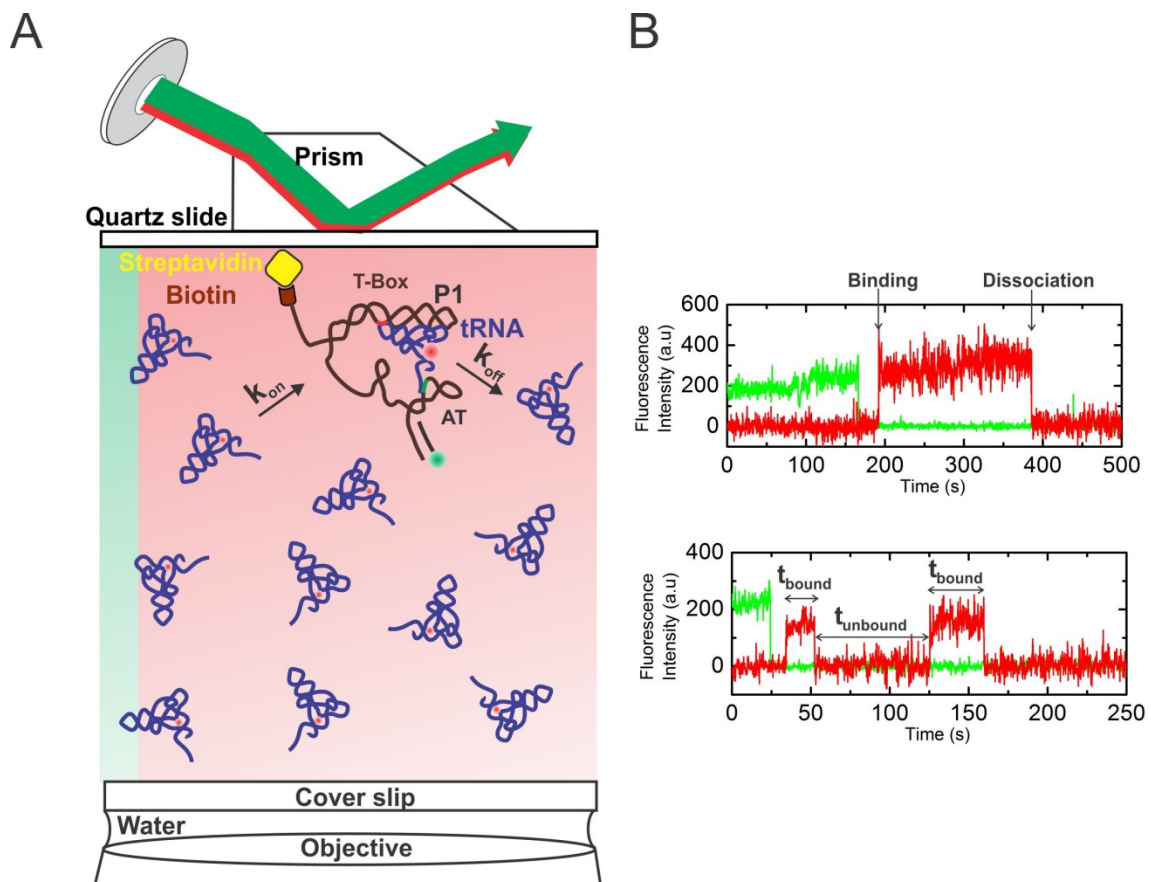 A
Prism
Quartz slide
Streptavidin
Biotin
T-Box
P1
tRNA
kon
koff
AT
Cover slip
Water
Objective
B
Binding
Dissociation
Fluorescence
Intensity (a.u)
600
400
200
0
0 100 200 300 400 500
Time (s)
Fluorescence
Intensity (a.u)
400
200
0
tbound
tunbound
tbound
0 50 100 150 200 250
Time (s)